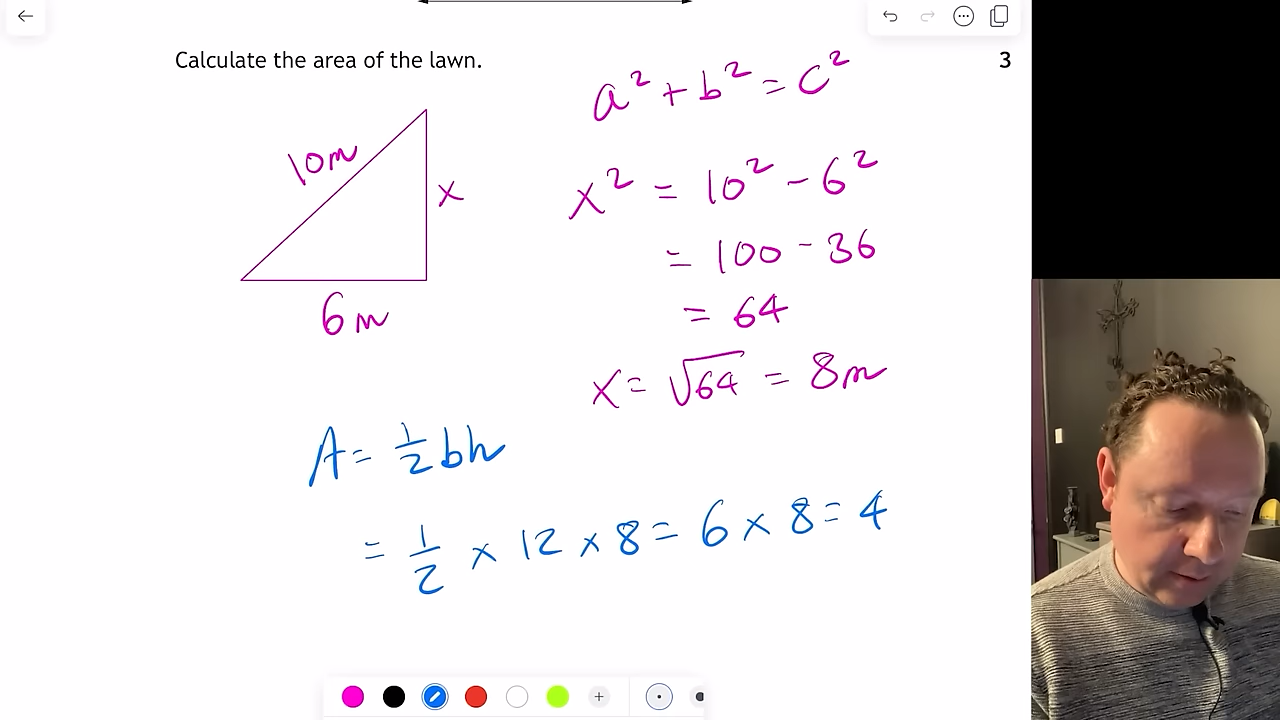 Calculate the area of the lawn.
3
a² + b² = c²
10m
x
6m
x² = 10² - 6²
= 100 - 36
= 64
x = √64 = 8m
A = ½bh
= ½ × 12 × 8 = 6 × 8 = 4